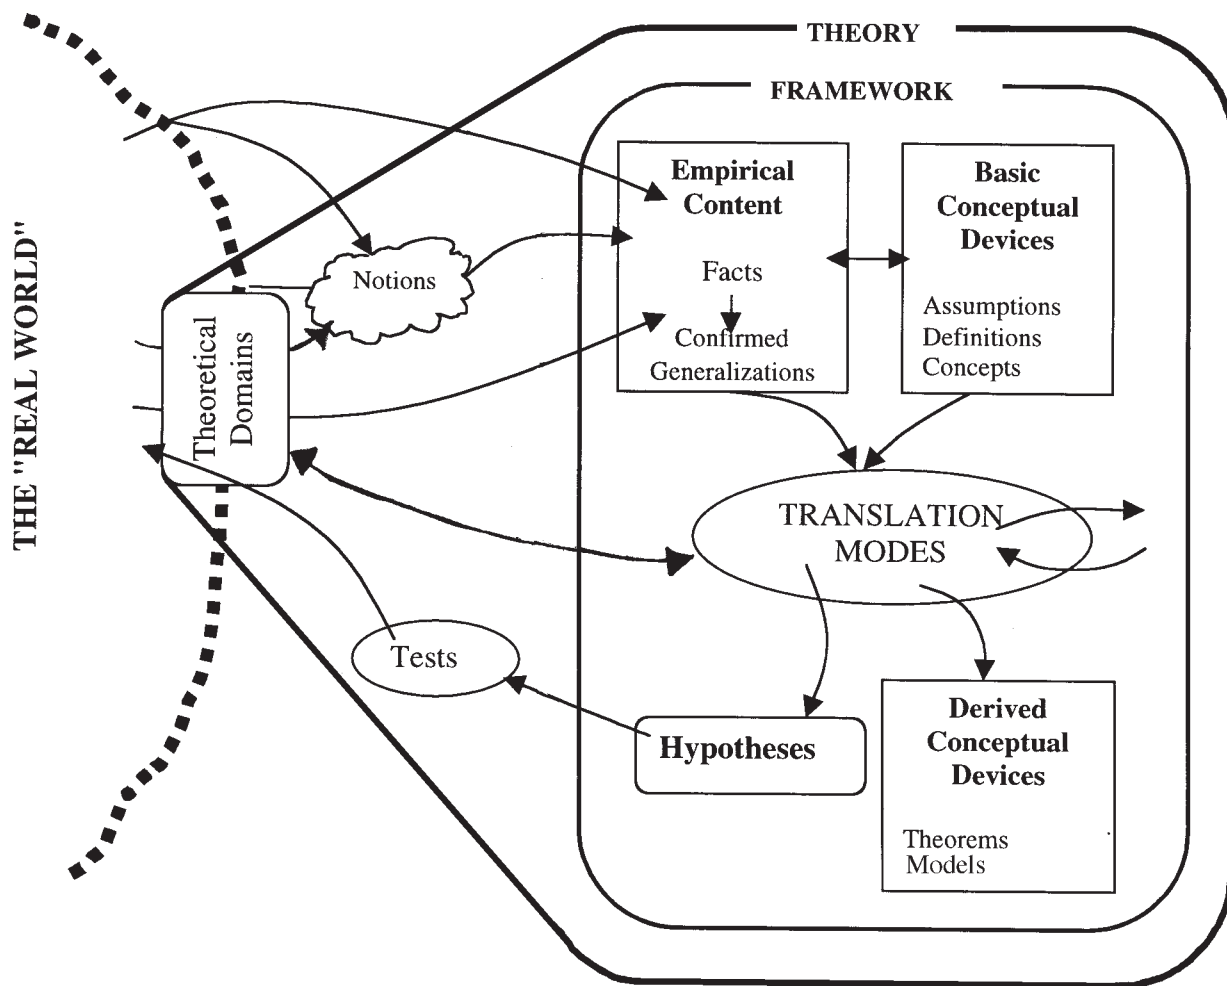 THE "REAL WORLD"
THEORY
FRAMEWORK
Theoretical
Domains
Notions
Empirical
Content
Facts
Confirmed
Generalizations
Basic
Conceptual
Devices
Assumptions
Definitions
Concepts
TRANSLATION
MODES
Tests
Hypotheses
Derived
Conceptual
Devices
Theorems
Models